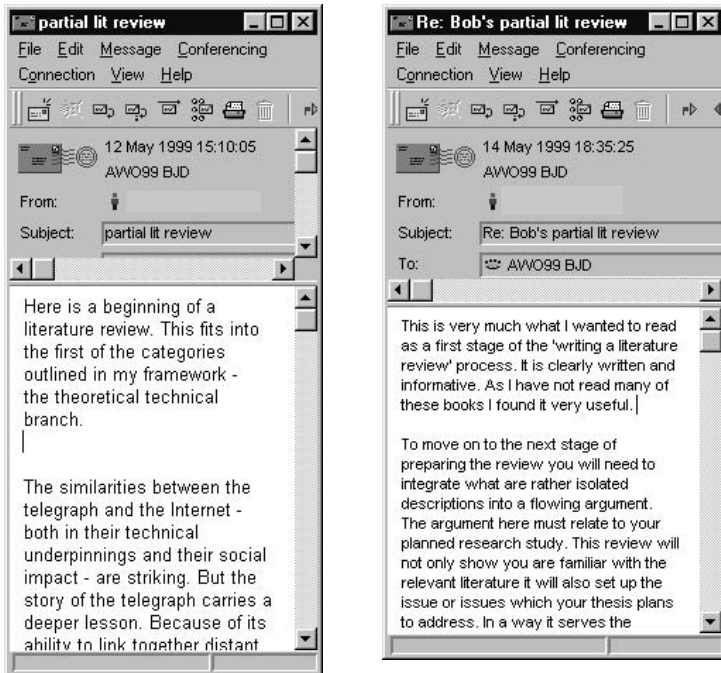 partial lit review
File Edit Message Conferencing
Connection View Help
12 May 1999 15:10:05
AWO99 BJD
From:
Subject: partial lit review
Here is a beginning of a
literature review. This fits into
the first of the categories
outlined in my framework -
the theoretical technical
branch.
The similarities between the
telegraph and the Internet -
both in their technical
underpinnings and their social
impact - are striking. But the
story of the telegraph carries a
deeper lesson. Because of its
ability to link together distant
Re: Bob's partial lit review
File Edit Message Conferencing
Connection View Help
14 May 1999 18:35:25
AWO99 BJD
From:
Subject: Re: Bob's partial lit review
To: AWO99 BJD
This is very much what I wanted to read
as a first stage of the 'writing a literature
review' process. It is clearly written and
informative. As I have not read many of
these books I found it very useful.
To move on to the next stage of
preparing the review you will need to
integrate what are rather isolated
descriptions into a flowing argument.
The argument here must relate to your
planned research study. This review will
not only show you are familiar with the
relevant literature it will also set up the
issue or issues which your thesis plans
to address. In a way it serves the